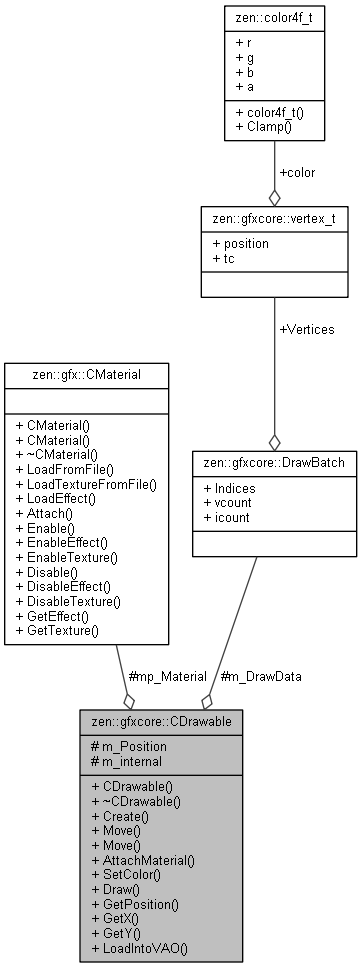 zen::color4f_t
+ r
+ g
+ b
+ a
+ color4f_t()
+ Clamp()
+color
zen::gfxcore::vertex_t
+ position
+ tc
+Vertices
zen::gfx::CMaterial
+ CMaterial()
+ CMaterial()
+ ~CMaterial()
+ LoadFromFile()
+ LoadTextureFromFile()
+ LoadEffect()
+ Attach()
+ Enable()
+ EnableEffect()
+ EnableTexture()
+ Disable()
+ DisableEffect()
+ DisableTexture()
+ GetEffect()
+ GetTexture()
zen::gfxcore::DrawBatch
+ Indices
+ vcount
+ icount
#mp_Material
#m_DrawData
zen::gfxcore::CDrawable
# m_Position
# m_internal
+ CDrawable()
+ ~CDrawable()
+ Create()
+ Move()
+ Move()
+ AttachMaterial()
+ SetColor()
+ Draw()
+ GetPosition()
+ GetX()
+ GetY()
+ LoadIntoVAO()